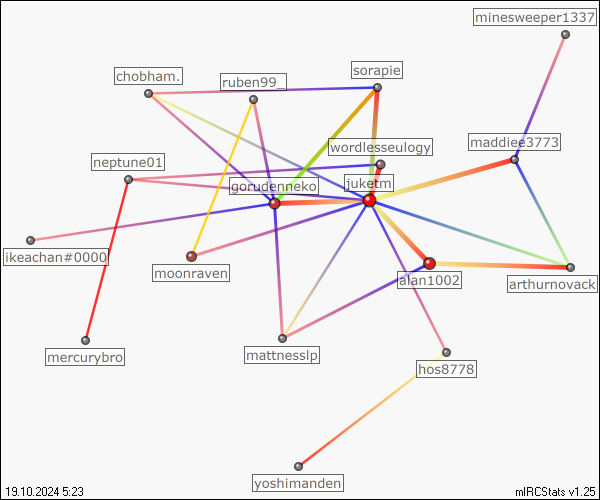 minesweeper1337
sorapie
chobham.
ruben99_
wordlesseulogy
maddiee3773
neptune01
gorudenneko
juketm
ikeachan#0000
moonraven
alan1002
arthurnovack
mercurybro
mattnesslp
hos8778
yoshimanden
19.10.2024 5:23
mIRCStats v1.25